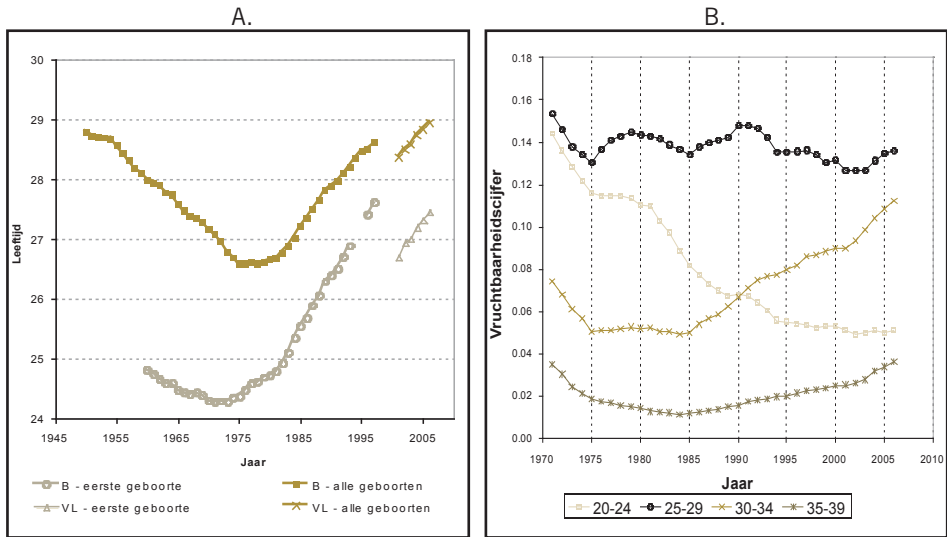 A.
30
29
28
27
26
25
24
Leeftijd
1945 1955 1965 1975 1985 1995 2005
Jaar
B - eerste geboorte B - alle geboorten
VL - eerste geboorte VL - alle geboorten
B.
0.18
0.16
0.14
0.12
0.10
0.08
0.06
0.04
0.02
0.00
Vruchtbaarheidscijfer
1970 1975 1980 1985 1990 1995 2000 2005 2010
Jaar
20-24 25-29 30-34 35-39